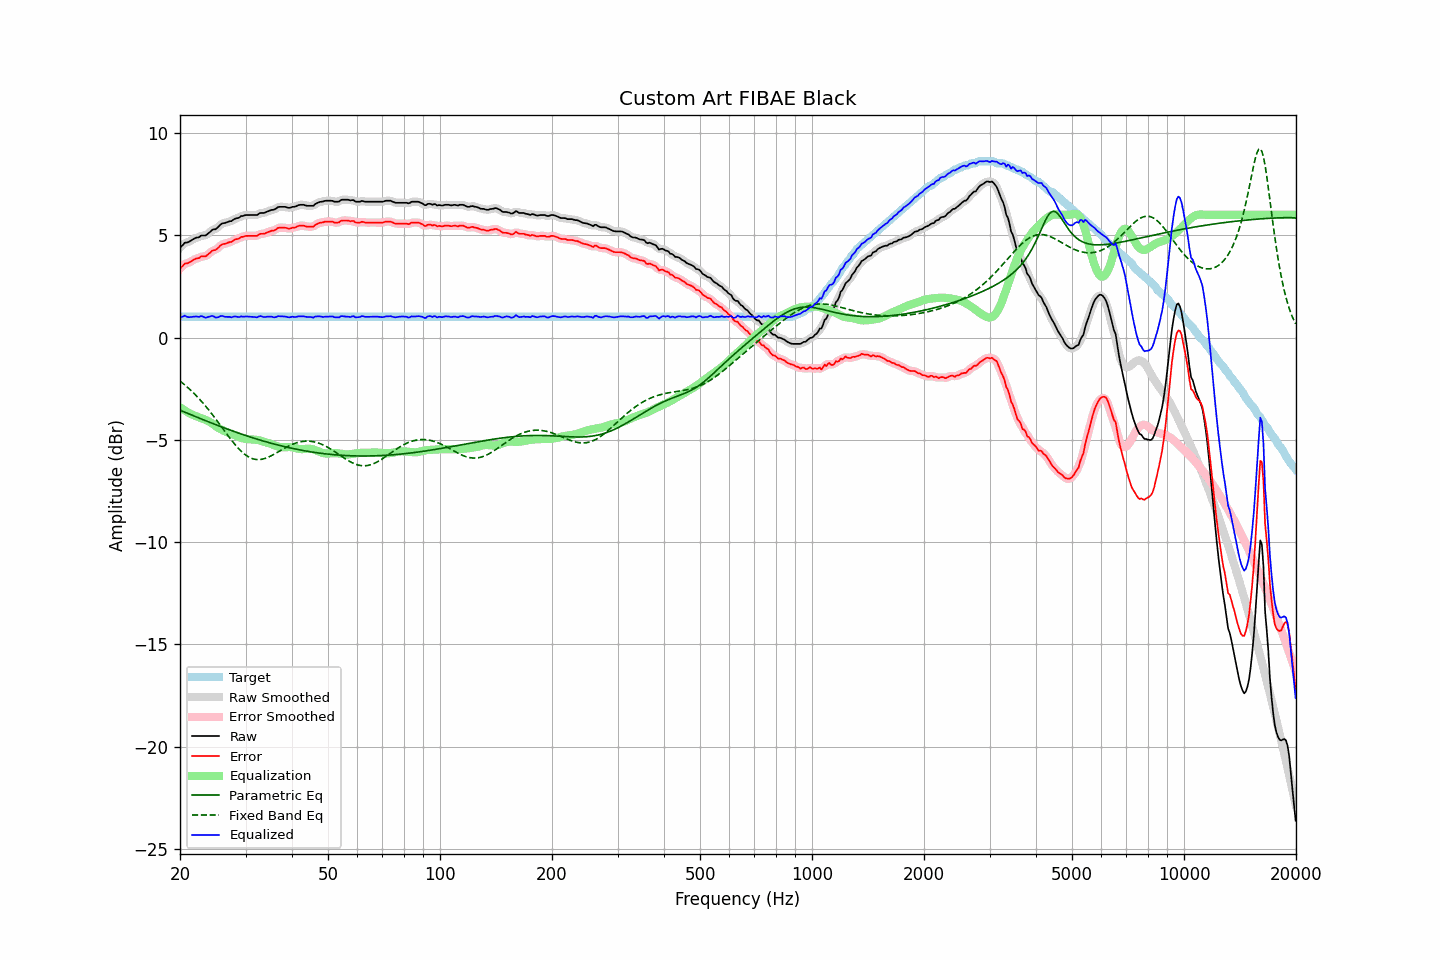 Custom Art FIBAE Black
10
5
0
−5
−10
−15
−20
−25
Amplitude (dBr)
Target
Raw Smoothed
Error Smoothed
Raw
Error
Equalization
Parametric Eq
Fixed Band Eq
Equalized
20 50 100 200 500 1000 2000 5000 10000 20000
Frequency (Hz)